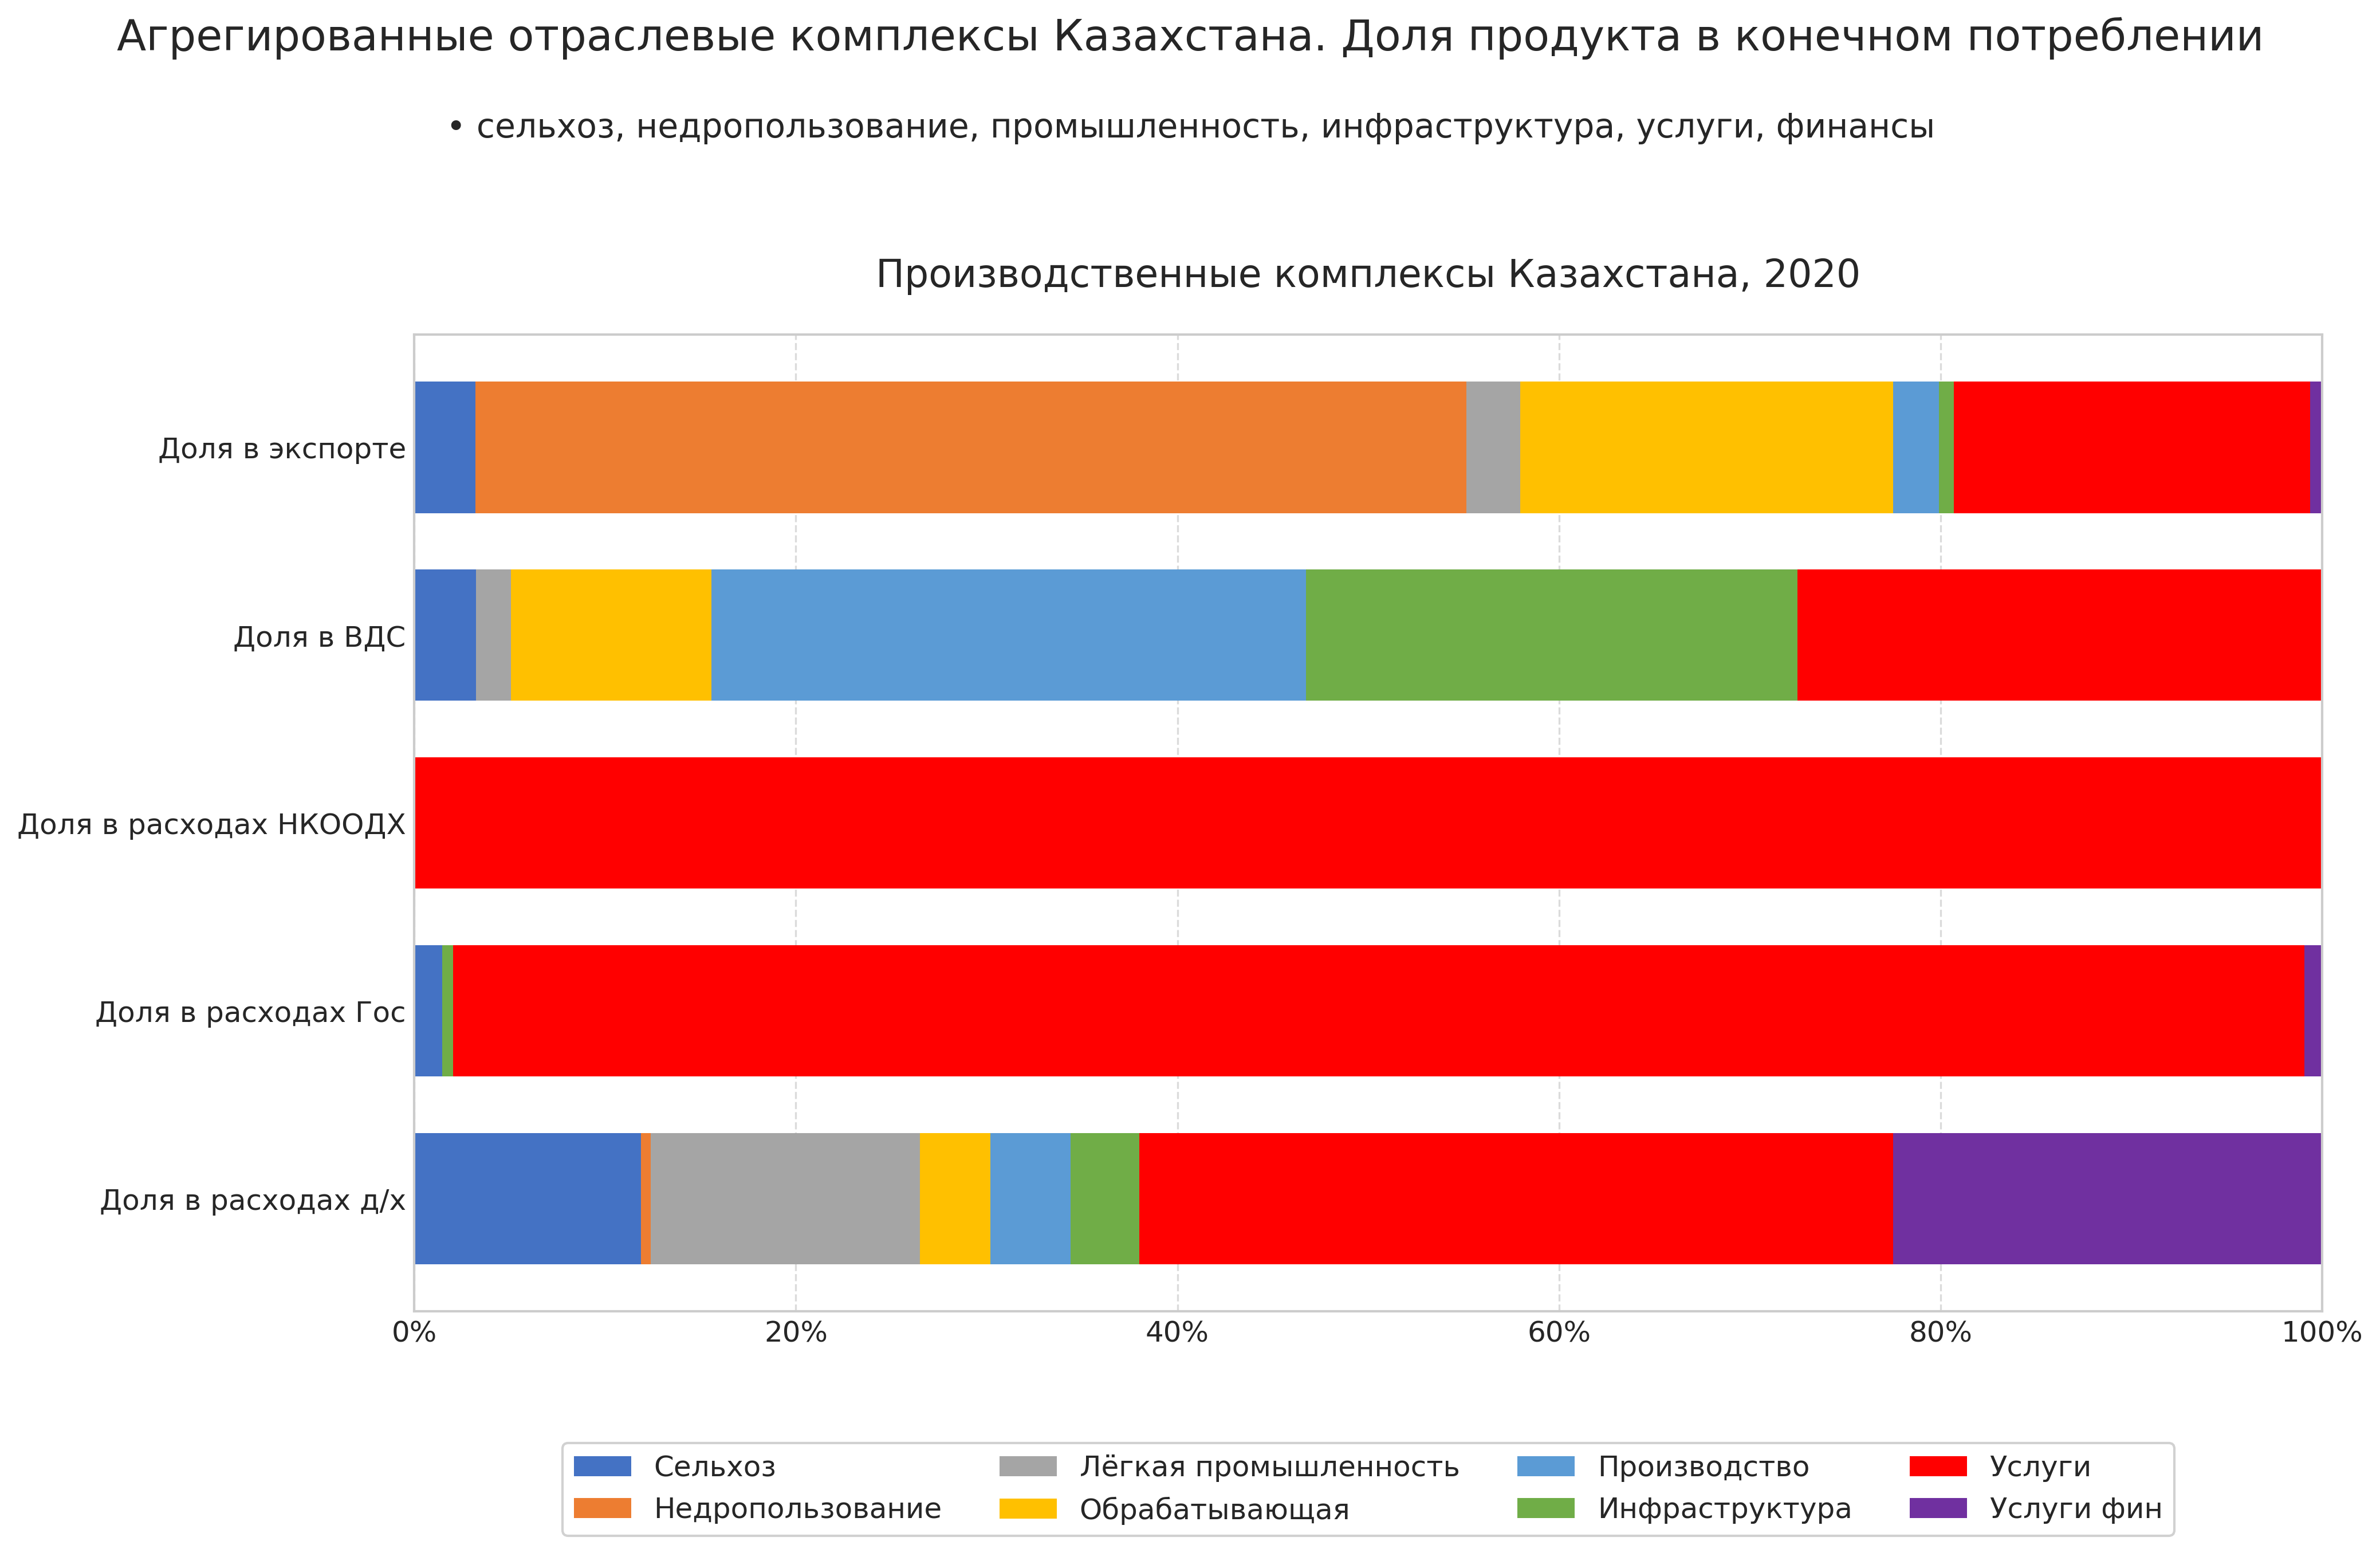 Агрегированные отраслевые комплексы Казахстана. Доля продукта в конечном потреблении
• сельхоз, недропользование, промышленность, инфраструктура, услуги, финансы
Производственные комплексы Казахстана, 2020
Доля в экспорте
Доля в ВДС
Доля в расходах НКООДХ
Доля в расходах Гос
Доля в расходах д/х
0% 20% 40% 60% 80% 100%
Сельхоз Лёгкая промышленность Производство Услуги
Недропользование Обрабатывающая Инфраструктура Услуги фин